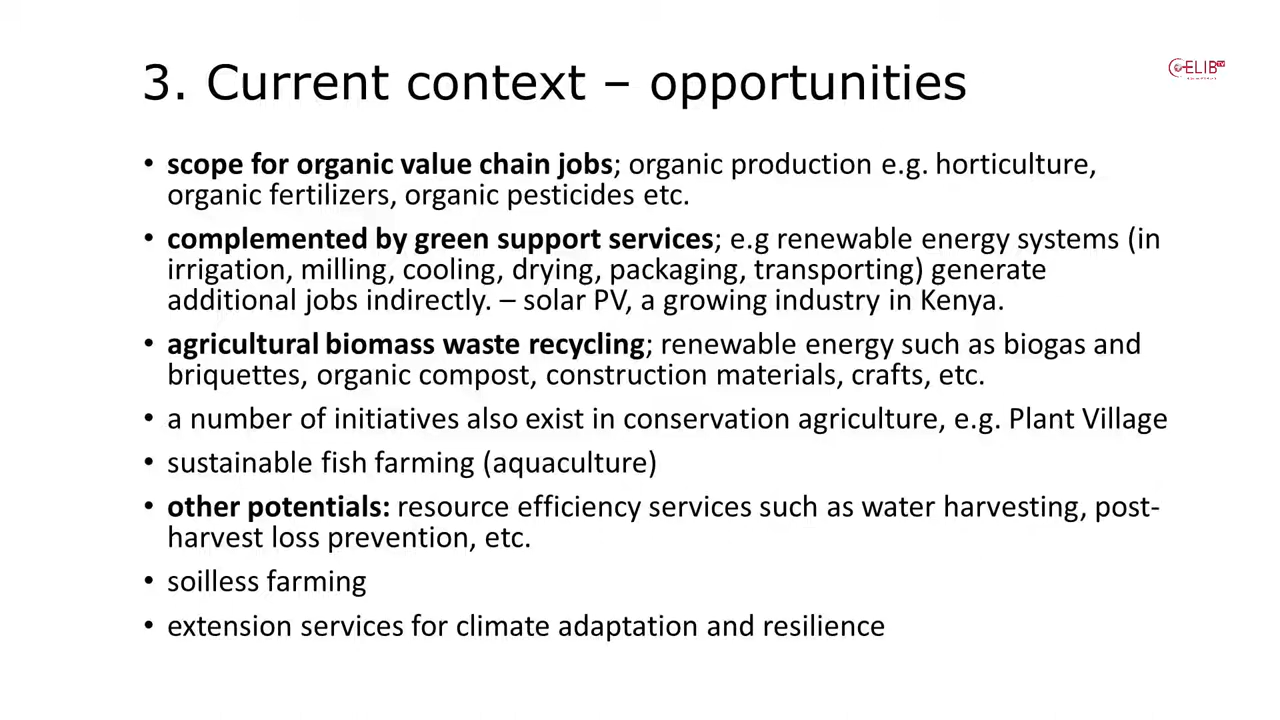 3. Current context – opportunities
ELIB TV
• scope for organic value chain jobs; organic production e.g. horticulture,
organic fertilizers, organic pesticides etc.
• complemented by green support services; e.g renewable energy systems (in
irrigation, milling, cooling, drying, packaging, transporting) generate
additional jobs indirectly. – solar PV, a growing industry in Kenya.
• agricultural biomass waste recycling; renewable energy such as biogas and
briquettes, organic compost, construction materials, crafts, etc.
• a number of initiatives also exist in conservation agriculture, e.g. Plant Village
• sustainable fish farming (aquaculture)
• other potentials: resource efficiency services such as water harvesting, post-
harvest loss prevention, etc.
• soilless farming
• extension services for climate adaptation and resilience